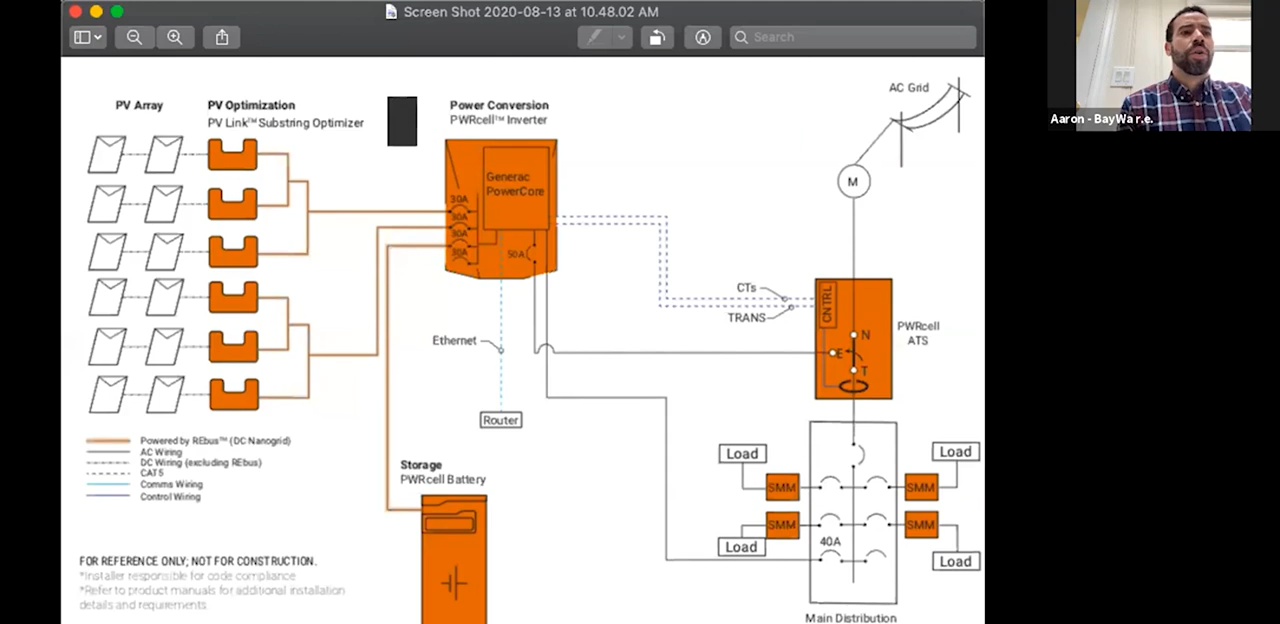 Screen Shot 2020-08-13 at 10.48.02 AM
Search
Aaron - BayWa r.e.
PV Array
PV Optimization
PV Link™ Substring Optimizer
Power Conversion
PWRcell™ Inverter
AC Grid
Generac
PowerCore
M
30A
30A
30A
30A
50A
CTs
TRANS
CNTRL
N
E
T
PWRcell
ATS
Ethernet
Router
Powered by REbus™ (DC Nanogrid)
AC Wiring
DC Wiring (excluding REbus)
CAT5
Comms Wiring
Control Wiring
Storage
PWRcell Battery
Load
Load
SMM
SMM
SMM
SMM
Load
Load
40A
FOR REFERENCE ONLY; NOT FOR CONSTRUCTION.
*Installer responsible for code compliance
*Refer to product manuals for additional installation
details and requirements.
Main Distribution